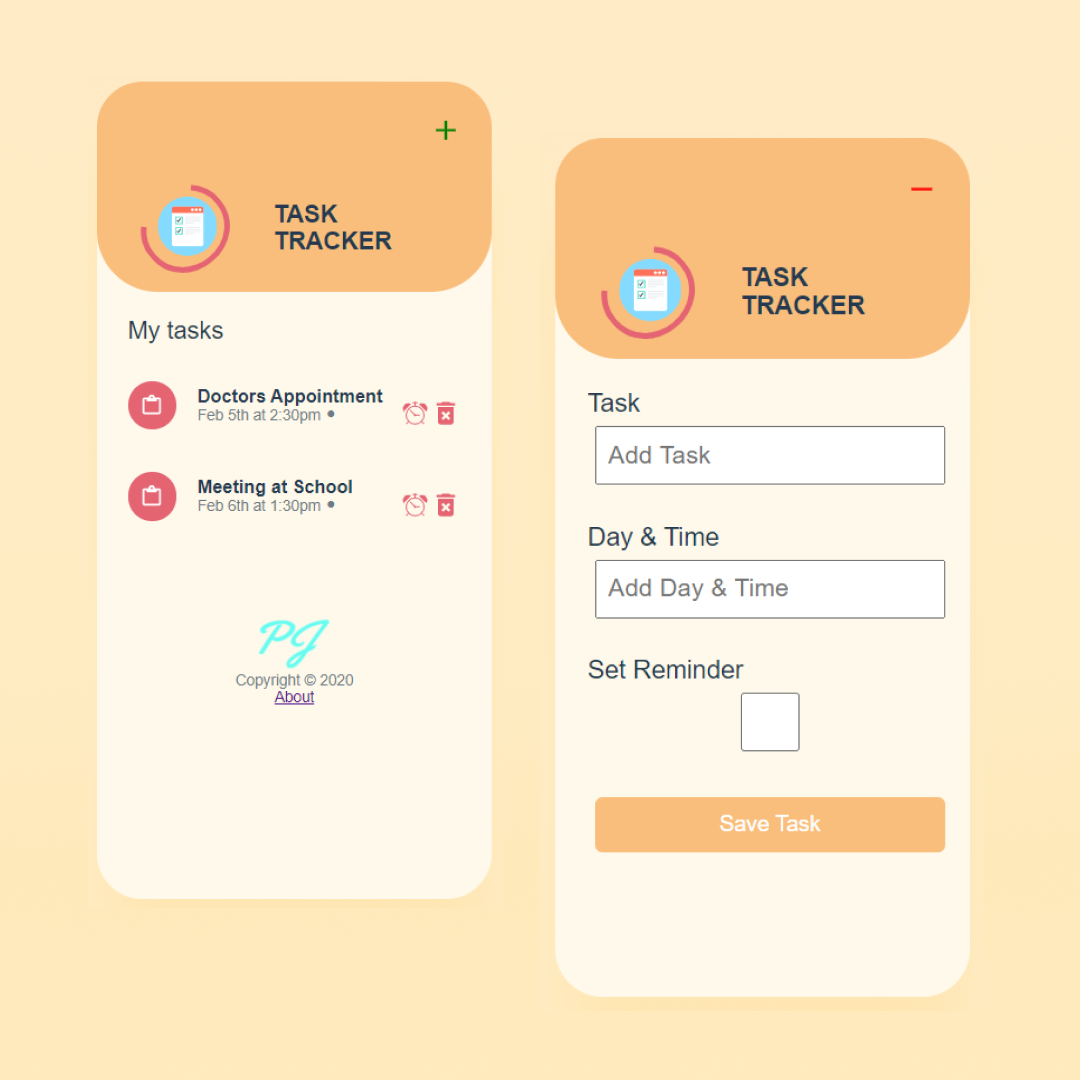 +
TASK
TRACKER
My tasks
Doctors Appointment
Feb 5th at 2:30pm •
Meeting at School
Feb 6th at 1:30pm •
PJ
Copyright © 2020
About
−
TASK
TRACKER
Task
Add Task
Day & Time
Add Day & Time
Set Reminder
Save Task